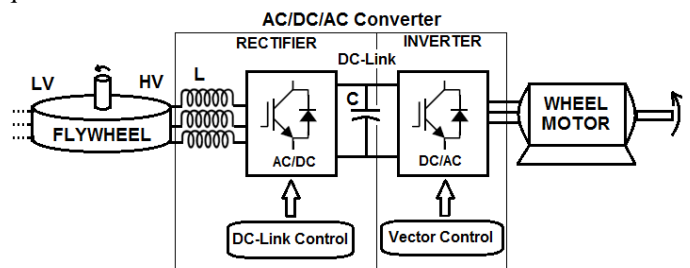 AC/DC/AC Converter
RECTIFIER
INVERTER
DC-Link
LV
HV
L
C
FLYWHEEL
WHEEL
MOTOR
AC/DC
DC/AC
DC-Link Control
Vector Control